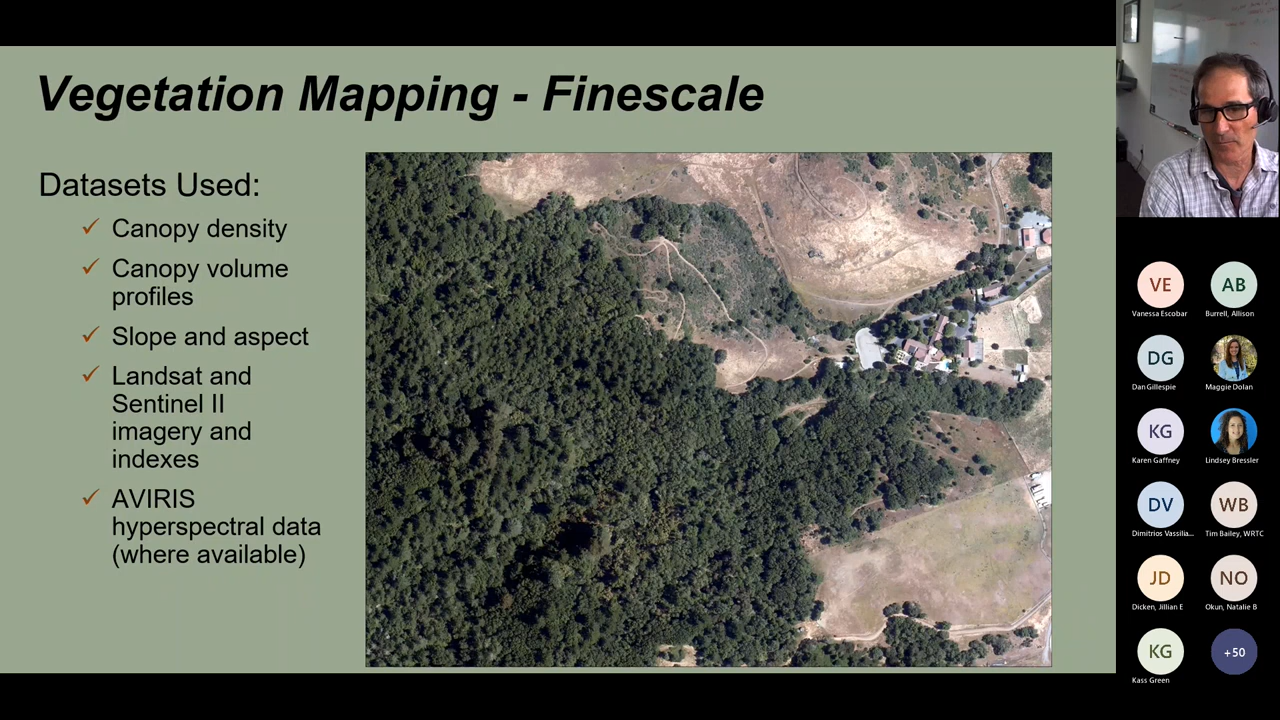 Vegetation Mapping - Finescale
Datasets Used:
✓ Canopy density
✓ Canopy volume
profiles
✓ Slope and aspect
✓ Landsat and
Sentinel II
imagery and
indexes
✓ AVIRIS
hyperspectral data
(where available)
VE
AB
Vanessa Escobar
Burrell, Allison
DG
Dan Gillespie
Maggie Dolan
KG
Karen Gaffney
Lindsey Bressler
DV
WB
Dimitrios Vassilia...
Tim Bailey, WRTC
JD
NO
Dicken, Jillian E
Okun, Natalie B
KG
+50
Kass Green